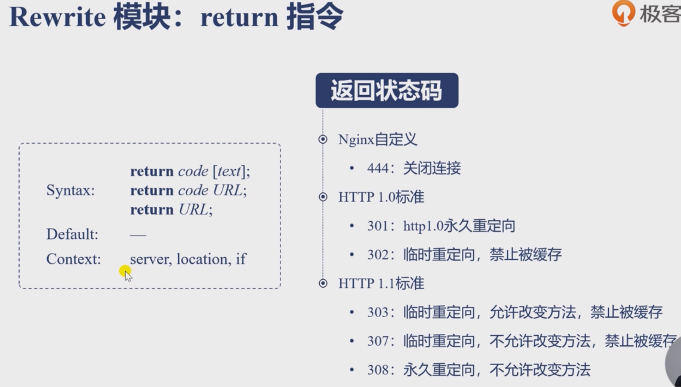 Rewrite 模块：return 指令
极客
返回状态码
Syntax:
return code [text];
return code URL;
return URL;
Default:
—
Context:
server, location, if
Nginx自定义
• 444：关闭连接
HTTP 1.0标准
• 301：http1.0永久重定向
• 302：临时重定向，禁止被缓存
HTTP 1.1标准
• 303：临时重定向，允许改变方法，禁止被缓存
• 307：临时重定向，不允许改变方法，禁止被缓存
• 308：永久重定向，不允许改变方法